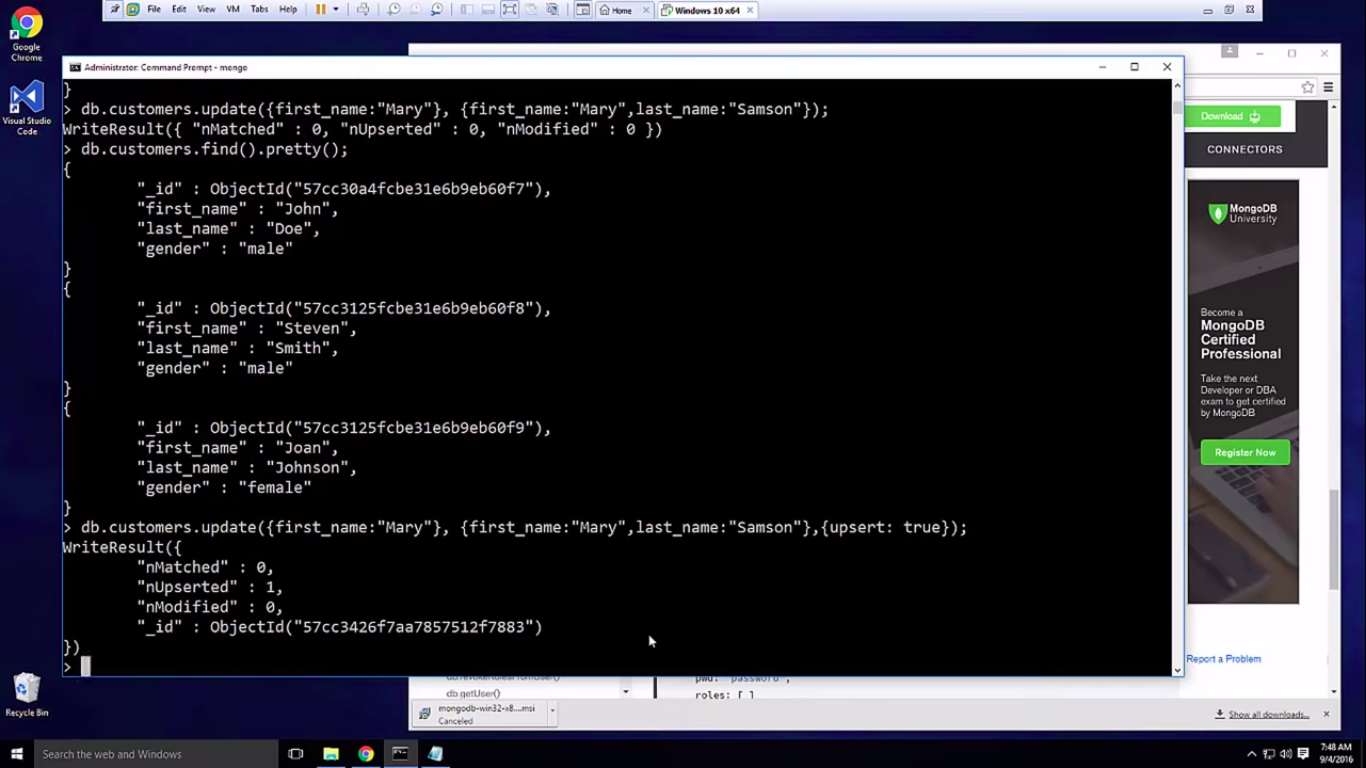 File Edit View VM Tabs Help
Home
Windows 10 x64
Google
Chrome
Visual Studio
Code
Recycle Bin
Administrator: Command Prompt - mongo
}
> db.customers.update({first_name:"Mary"}, {first_name:"Mary",last_name:"Samson"});
WriteResult({ "nMatched" : 0, "nUpserted" : 0, "nModified" : 0 })
> db.customers.find().pretty();
{
"_id" : ObjectId("57cc30a4fcbe31e6b9eb60f7"),
"first_name" : "John",
"last_name" : "Doe",
"gender" : "male"
}
{
"_id" : ObjectId("57cc3125fcbe31e6b9eb60f8"),
"first_name" : "Steven",
"last_name" : "Smith",
"gender" : "male"
}
{
"_id" : ObjectId("57cc3125fcbe31e6b9eb60f9"),
"first_name" : "Joan",
"last_name" : "Johnson",
"gender" : "female"
}
> db.customers.update({first_name:"Mary"}, {first_name:"Mary",last_name:"Samson"},{upsert: true});
WriteResult({
"nMatched" : 0,
"nUpserted" : 1,
"nModified" : 0,
"_id" : ObjectId("57cc3426f7aa7857512f7883")
})
>
Download
CONNECTORS
MongoDB
University
Become a
MongoDB
Certified
Professional
Take the next
Developer or DBA
exam to get certified
by MongoDB
Register Now
Report a Problem
db.getUser()
pwd: "password",
roles: [ ]
mongodb-win32-x8....msi
Canceled
Show all downloads...
Search the web and Windows
7:48 AM
9/4/2016